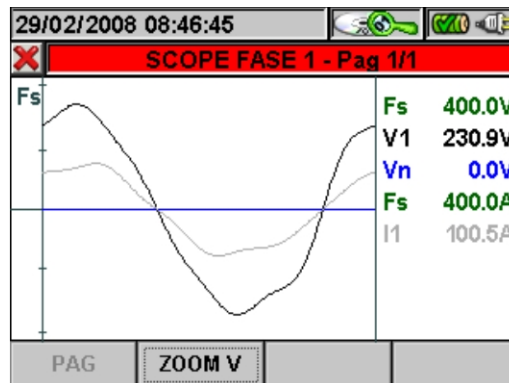 29/02/2008 08:46:45
SCOPE FASE 1 - Pag 1/1
Fs
Fs 400.0V
V1 230.9V
Vn 0.0V
Fs 400.0A
I1 100.5A
PAG ZOOM V